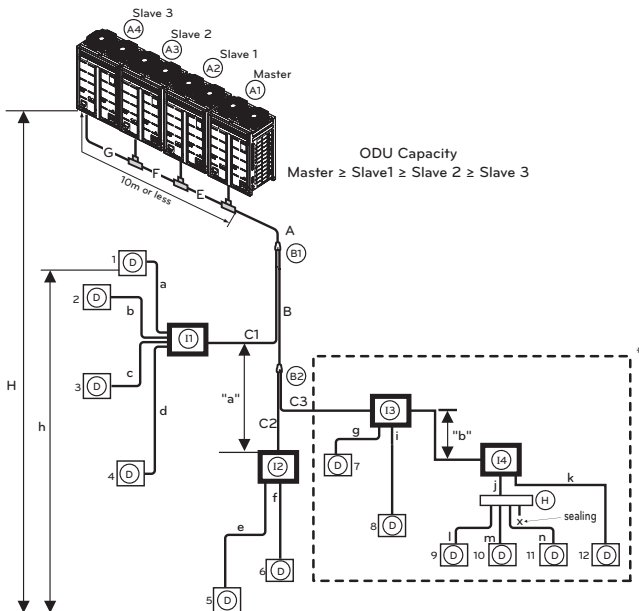 Slave 3
A4
Slave 2
A3
Slave 1
A2
Master
A1
ODU Capacity
Master ≥ Slave1 ≥ Slave 2 ≥ Slave 3
G
F
E
10m or less
A
B1
1 D a
2 D b
I1
C1
B
3 D c
d
4 D
H
h
"a"
B2
C3
C2
I2
I3
g
i
7 D
"b"
I4
j
k
H
x
sealing
8 D
l
m
n
9 D
10 D
11 D
12 D
e
f
6 D
5 D